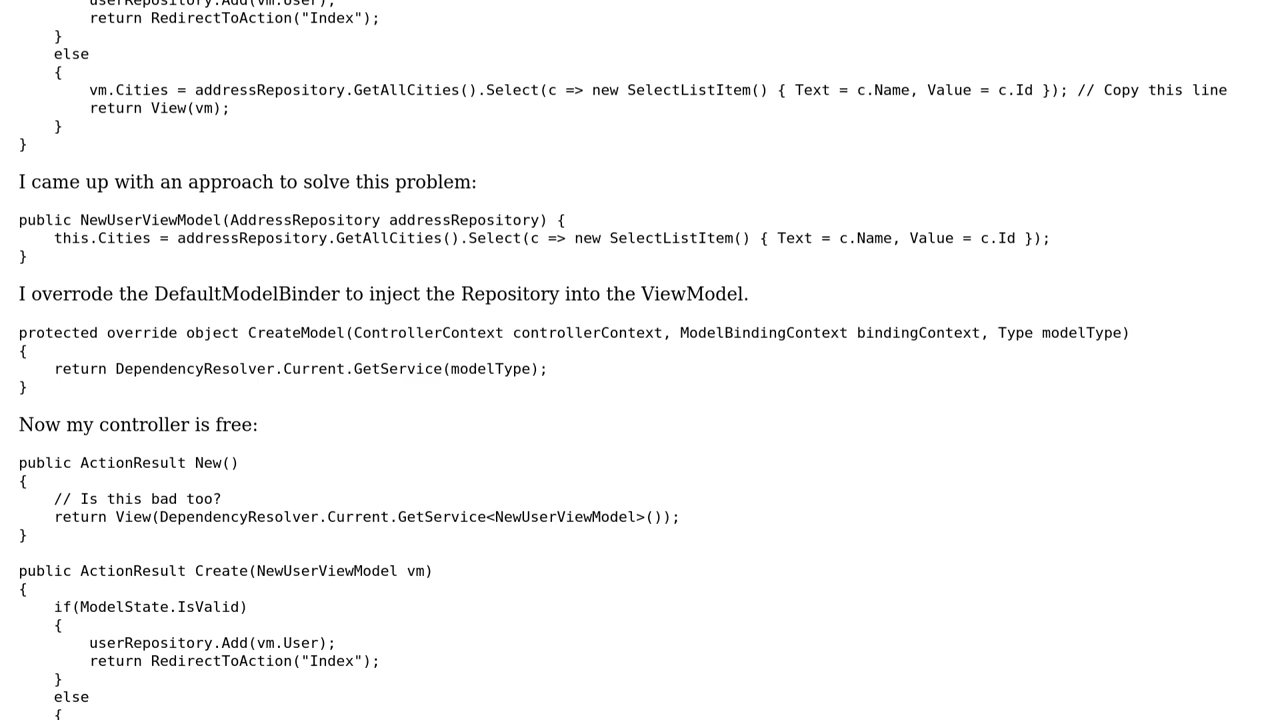 userRepository.Add(vm.User);
        return RedirectToAction("Index");
    }
    else
    {
        vm.Cities = addressRepository.GetAllCities().Select(c => new SelectListItem() { Text = c.Name, Value = c.Id }); // Copy this line
        return View(vm);
    }
}
I came up with an approach to solve this problem:
public NewUserViewModel(AddressRepository addressRepository) {
    this.Cities = addressRepository.GetAllCities().Select(c => new SelectListItem() { Text = c.Name, Value = c.Id });
}
I overrode the DefaultModelBinder to inject the Repository into the ViewModel.
protected override object CreateModel(ControllerContext controllerContext, ModelBindingContext bindingContext, Type modelType)
{
    return DependencyResolver.Current.GetService(modelType);
}
Now my controller is free:
public ActionResult New()
{
    // Is this bad too?
    return View(DependencyResolver.Current.GetService<NewUserViewModel>());
}
public ActionResult Create(NewUserViewModel vm)
{
    if(ModelState.IsValid)
    {
        userRepository.Add(vm.User);
        return RedirectToAction("Index");
    }
    else
    {